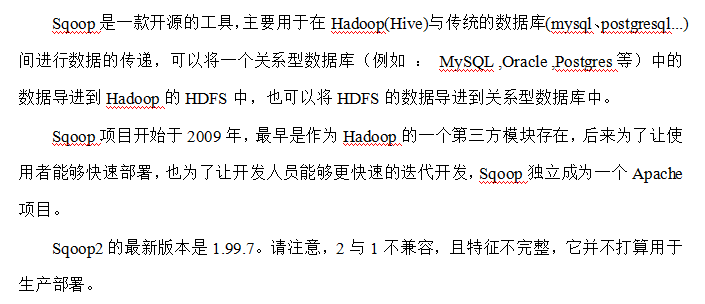 Sqoop 是一款开源的工具，主要用于在 Hadoop(Hive)与传统的数据库(mysql、postgresql...)
间进行数据的传递，可以将一个关系型数据库（例如 ： MySQL ,Oracle ,Postgres 等）中的
数据导进到 Hadoop 的 HDFS 中，也可以将 HDFS 的数据导进到关系型数据库中。
Sqoop 项目开始于 2009 年，最早是作为 Hadoop 的一个第三方模块存在，后来为了让使
用者能够快速部署，也为了让开发人员能够更快速的迭代开发，Sqoop 独立成为一个 Apache
项目。
Sqoop2 的最新版本是 1.99.7。请注意，2 与 1 不兼容，且特征不完整，它并不打算用于
生产部署。